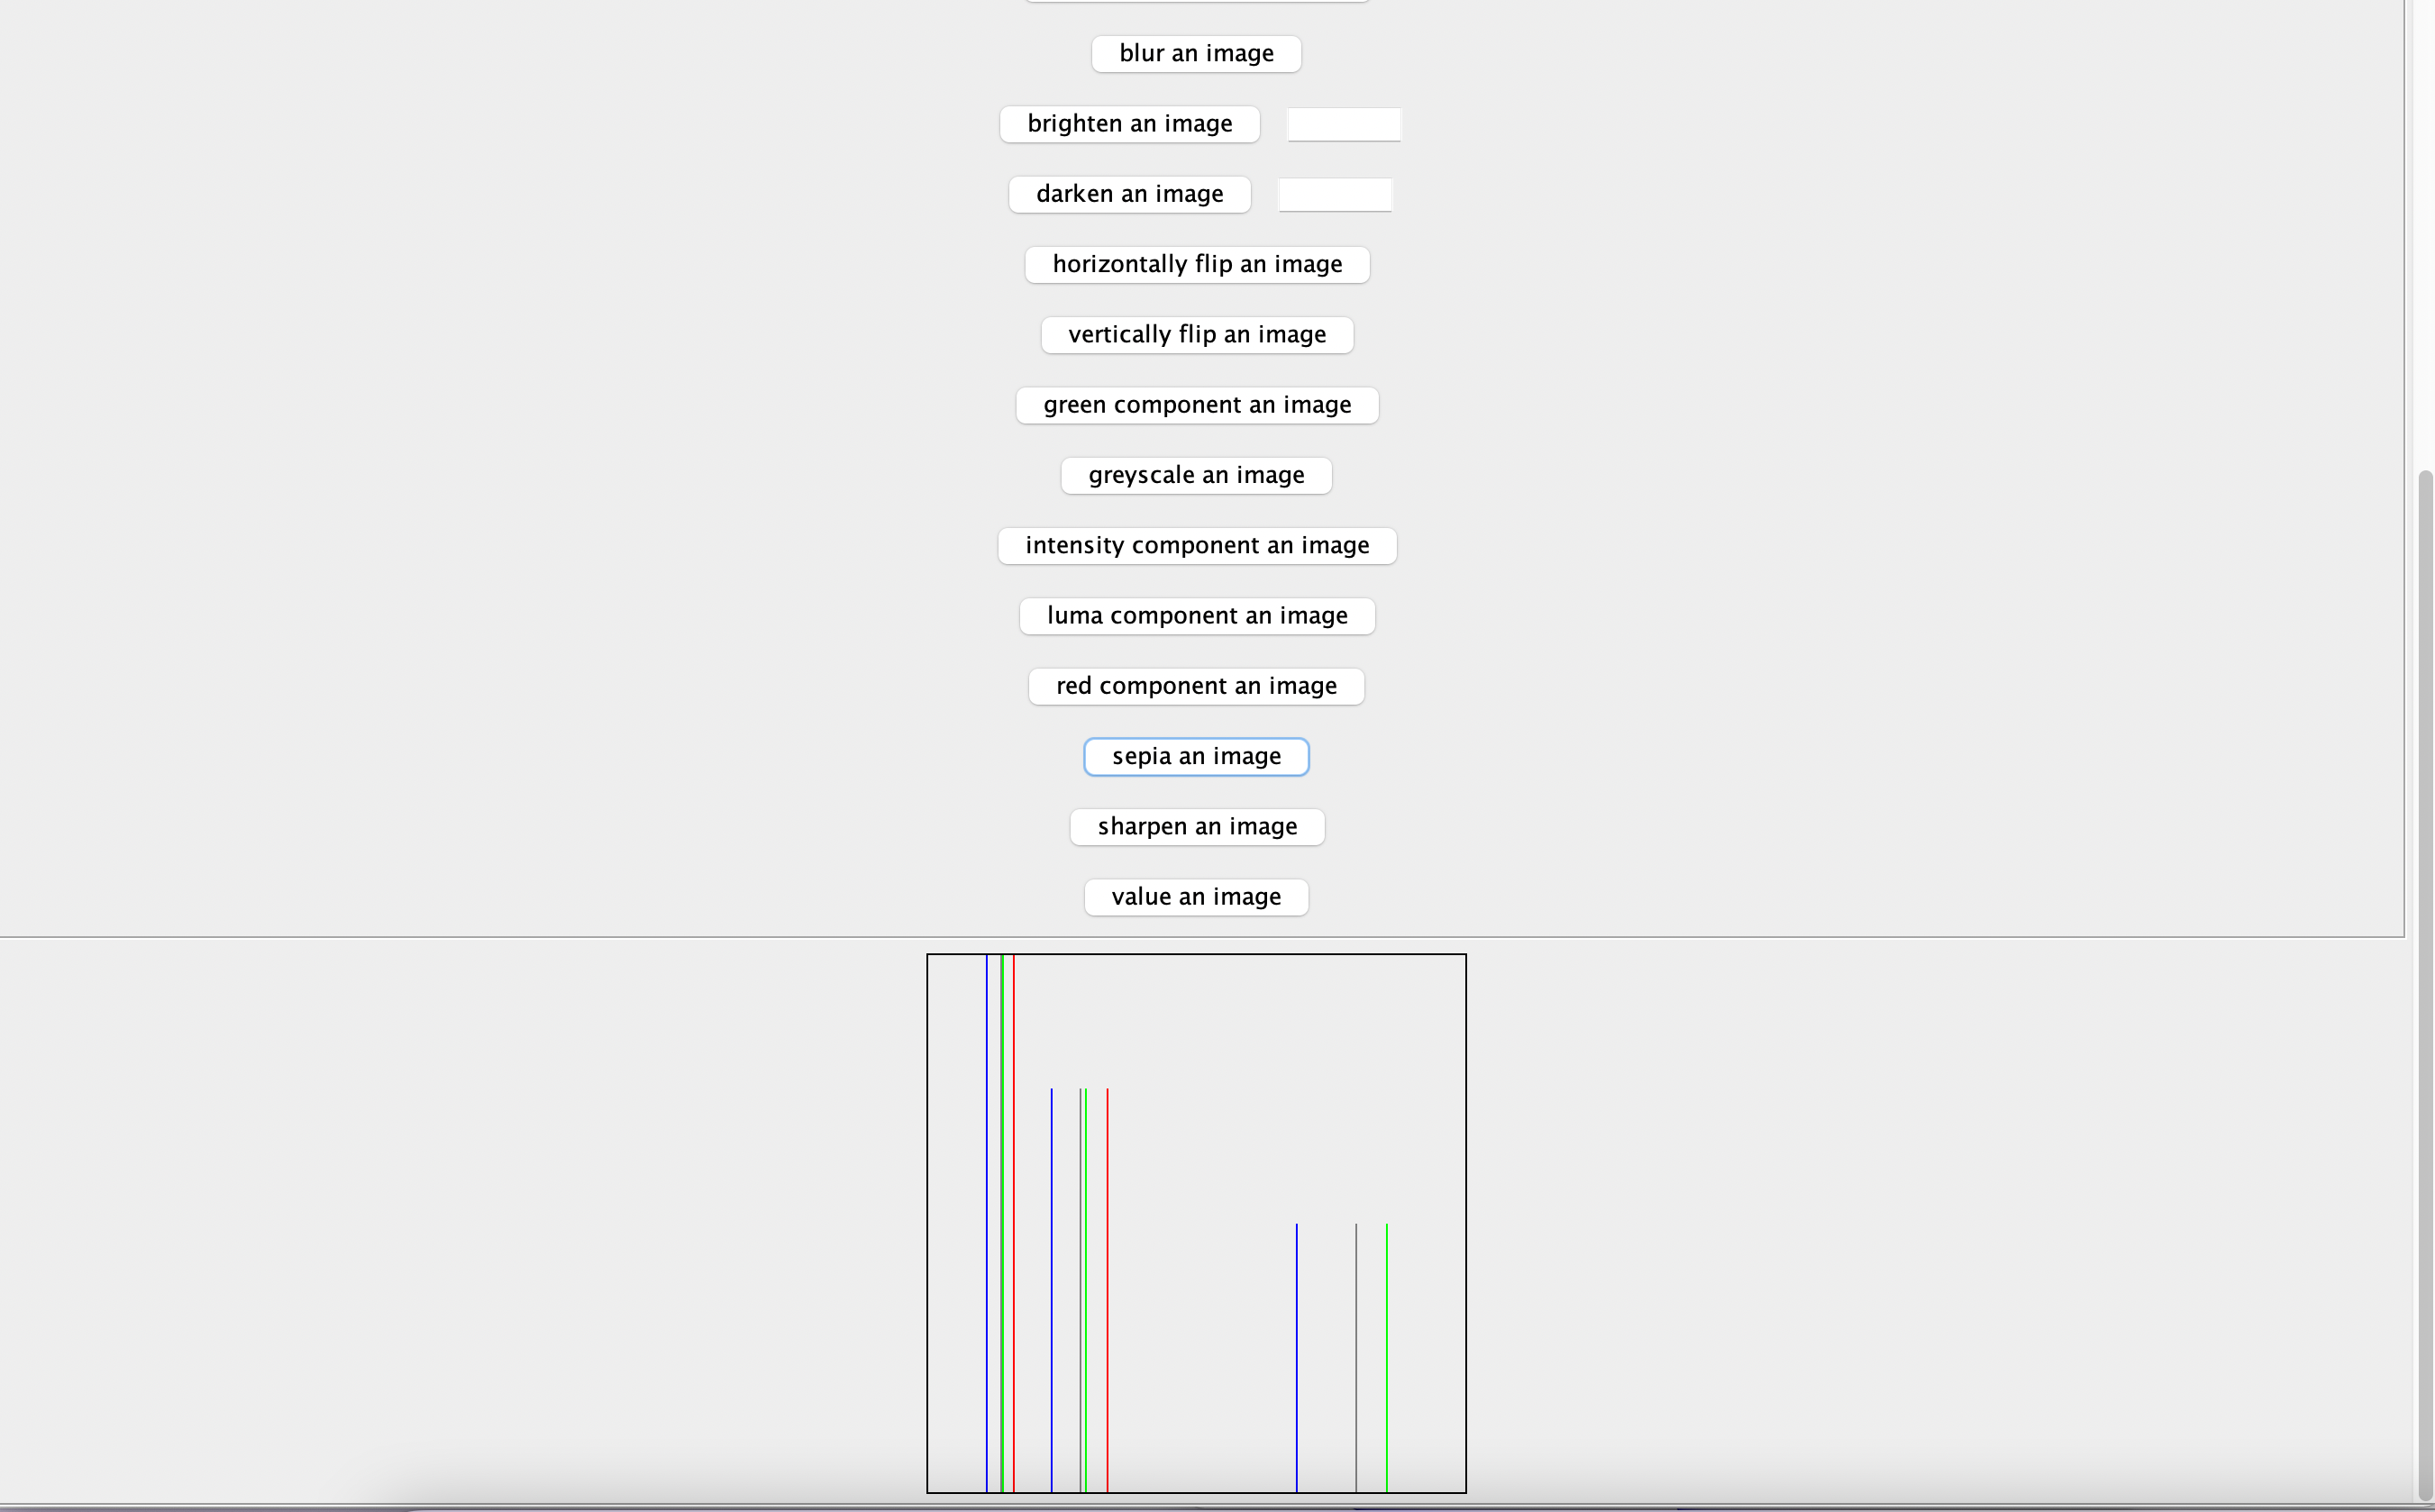 blur an image
brighten an image
darken an image
horizontally flip an image
vertically flip an image
green component an image
greyscale an image
intensity component an image
luma component an image
red component an image
sepia an image
sharpen an image
value an image